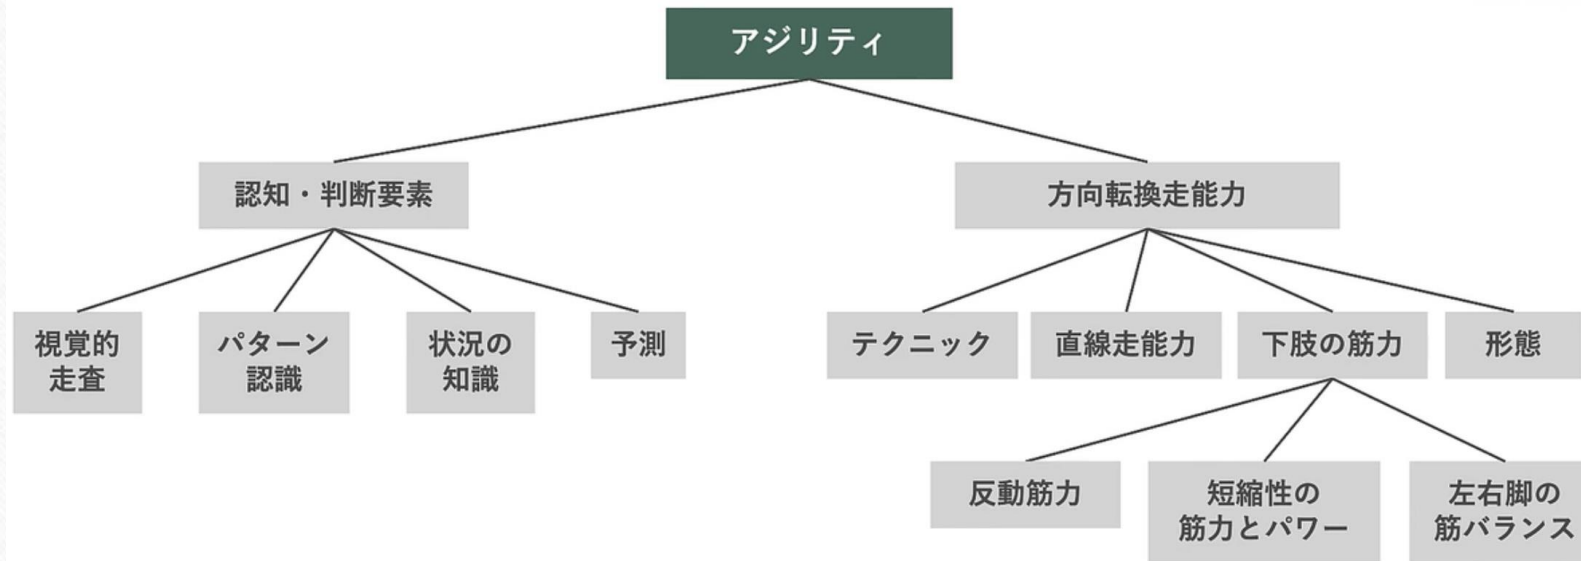 アジリティ
認知・判断要素
方向転換走能力
視覚的
走査
パターン
認識
状況の
知識
予測
テクニック
直線走能力
下肢の筋力
形態
反動筋力
短縮性の
筋力とパワー
左右脚の
筋バランス